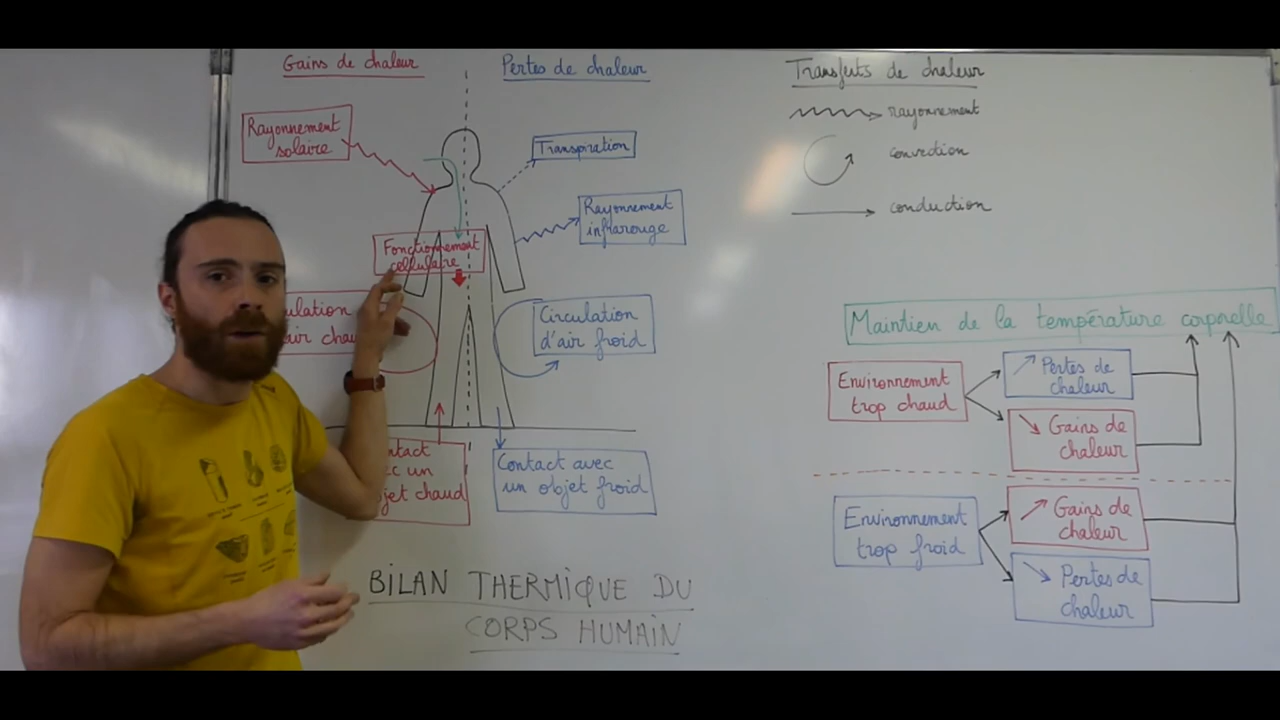 Gains de chaleur
Rayonnement
solaire
Fonctionnement
cellulaire
Pertes de chaleur
Transpiration
Rayonnement
infrarouge
Circulation
d'air froid
chaud
Contact avec
un objet froid
BILAN THERMIQUE DU
CORPS HUMAIN
Transferts de chaleur
rayonnement
convection
conduction
Maintien de la température corporelle
Environnement
trop chaud
Pertes de
chaleur
Gains de
chaleur
Environnement
trop froid
Gains de
chaleur
Pertes de
chaleur